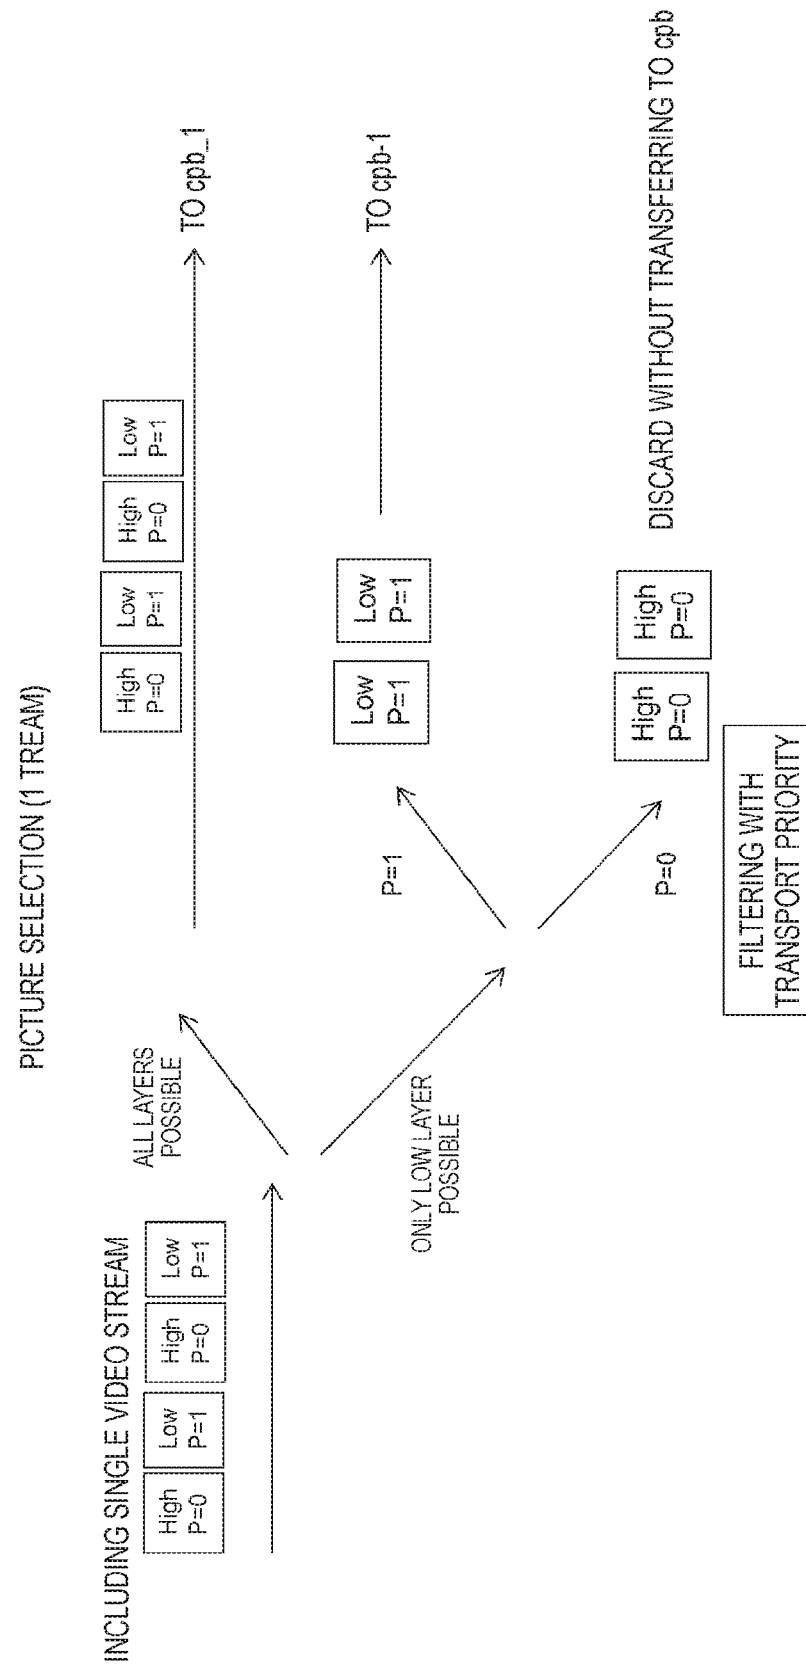 PICTURE SELECTION (1 TREAM)
INCLUDING SINGLE VIDEO STREAM
High
P=0
Low
P=1
High
P=0
Low
P=1
ALL LAYERS
POSSIBLE
ONLY LOW LAYER
POSSIBLE
High
P=0
Low
P=1
High
P=0
Low
P=1
TO cpb_1
P=1
Low
P=1
Low
P=1
TO cpb-1
P=0
High
P=0
High
P=0
DISCARD WITHOUT TRANSFERRING TO cpb
FILTERING WITH
TRANSPORT PRIORITY